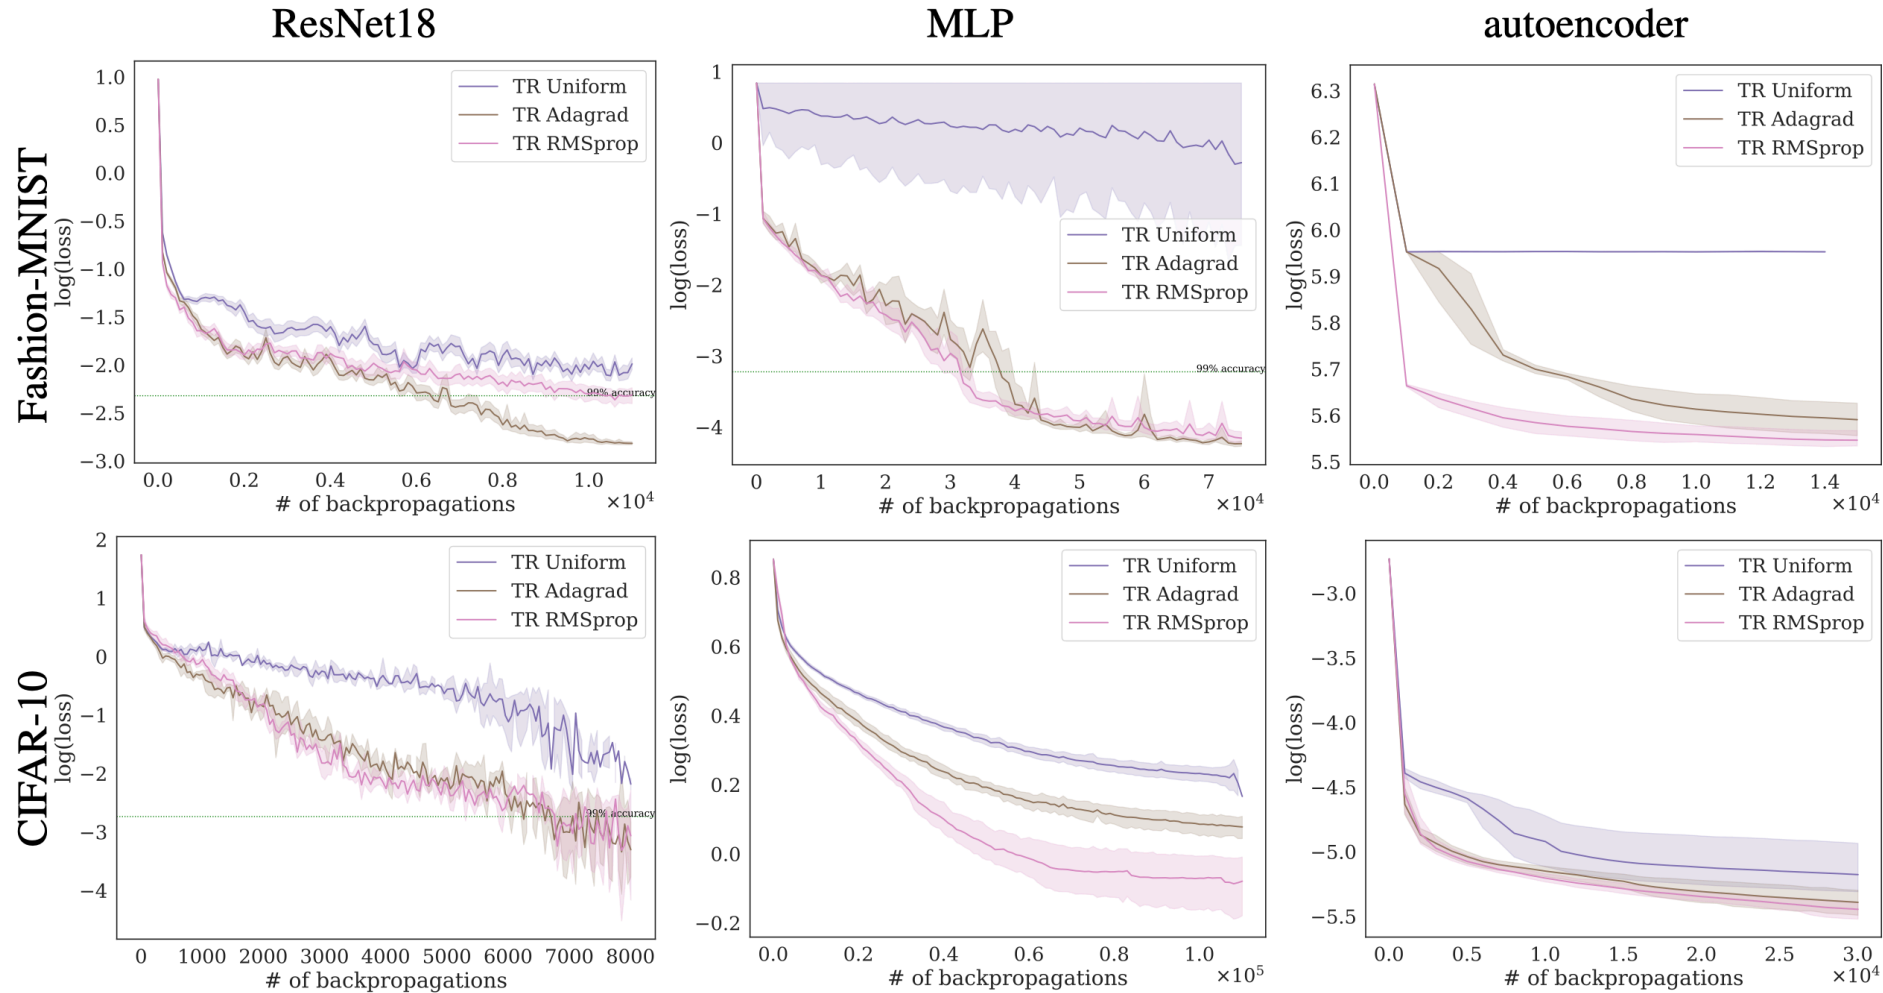 ResNet18
MLP
autoencoder
Fashion-MNIST
log(loss)
1.0
0.5
0.0
−0.5
−1.0
−1.5
−2.0
−2.5
−3.0
TR Uniform
TR Adagrad
TR RMSprop
99% accuracy
0.0 0.2 0.4 0.6 0.8 1.0
×10⁴
# of backpropagations
log(loss)
1
0
−1
−2
−3
−4
TR Uniform
TR Adagrad
TR RMSprop
99% accuracy
0 1 2 3 4 5 6 7
×10⁴
# of backpropagations
log(loss)
6.3
6.2
6.1
6.0
5.9
5.8
5.7
5.6
5.5
TR Uniform
TR Adagrad
TR RMSprop
0.0 0.2 0.4 0.6 0.8 1.0 1.2 1.4
×10⁴
# of backpropagations
CIFAR-10
log(loss)
2
1
0
−1
−2
−3
−4
TR Uniform
TR Adagrad
TR RMSprop
99% accuracy
0 1000 2000 3000 4000 5000 6000 7000 8000
# of backpropagations
log(loss)
0.8
0.6
0.4
0.2
0.0
−0.2
TR Uniform
TR Adagrad
TR RMSprop
0.0 0.2 0.4 0.6 0.8 1.0
×10⁵
# of backpropagations
log(loss)
−3.0
−3.5
−4.0
−4.5
−5.0
−5.5
TR Uniform
TR Adagrad
TR RMSprop
0.0 0.5 1.0 1.5 2.0 2.5 3.0
×10⁴
# of backpropagations